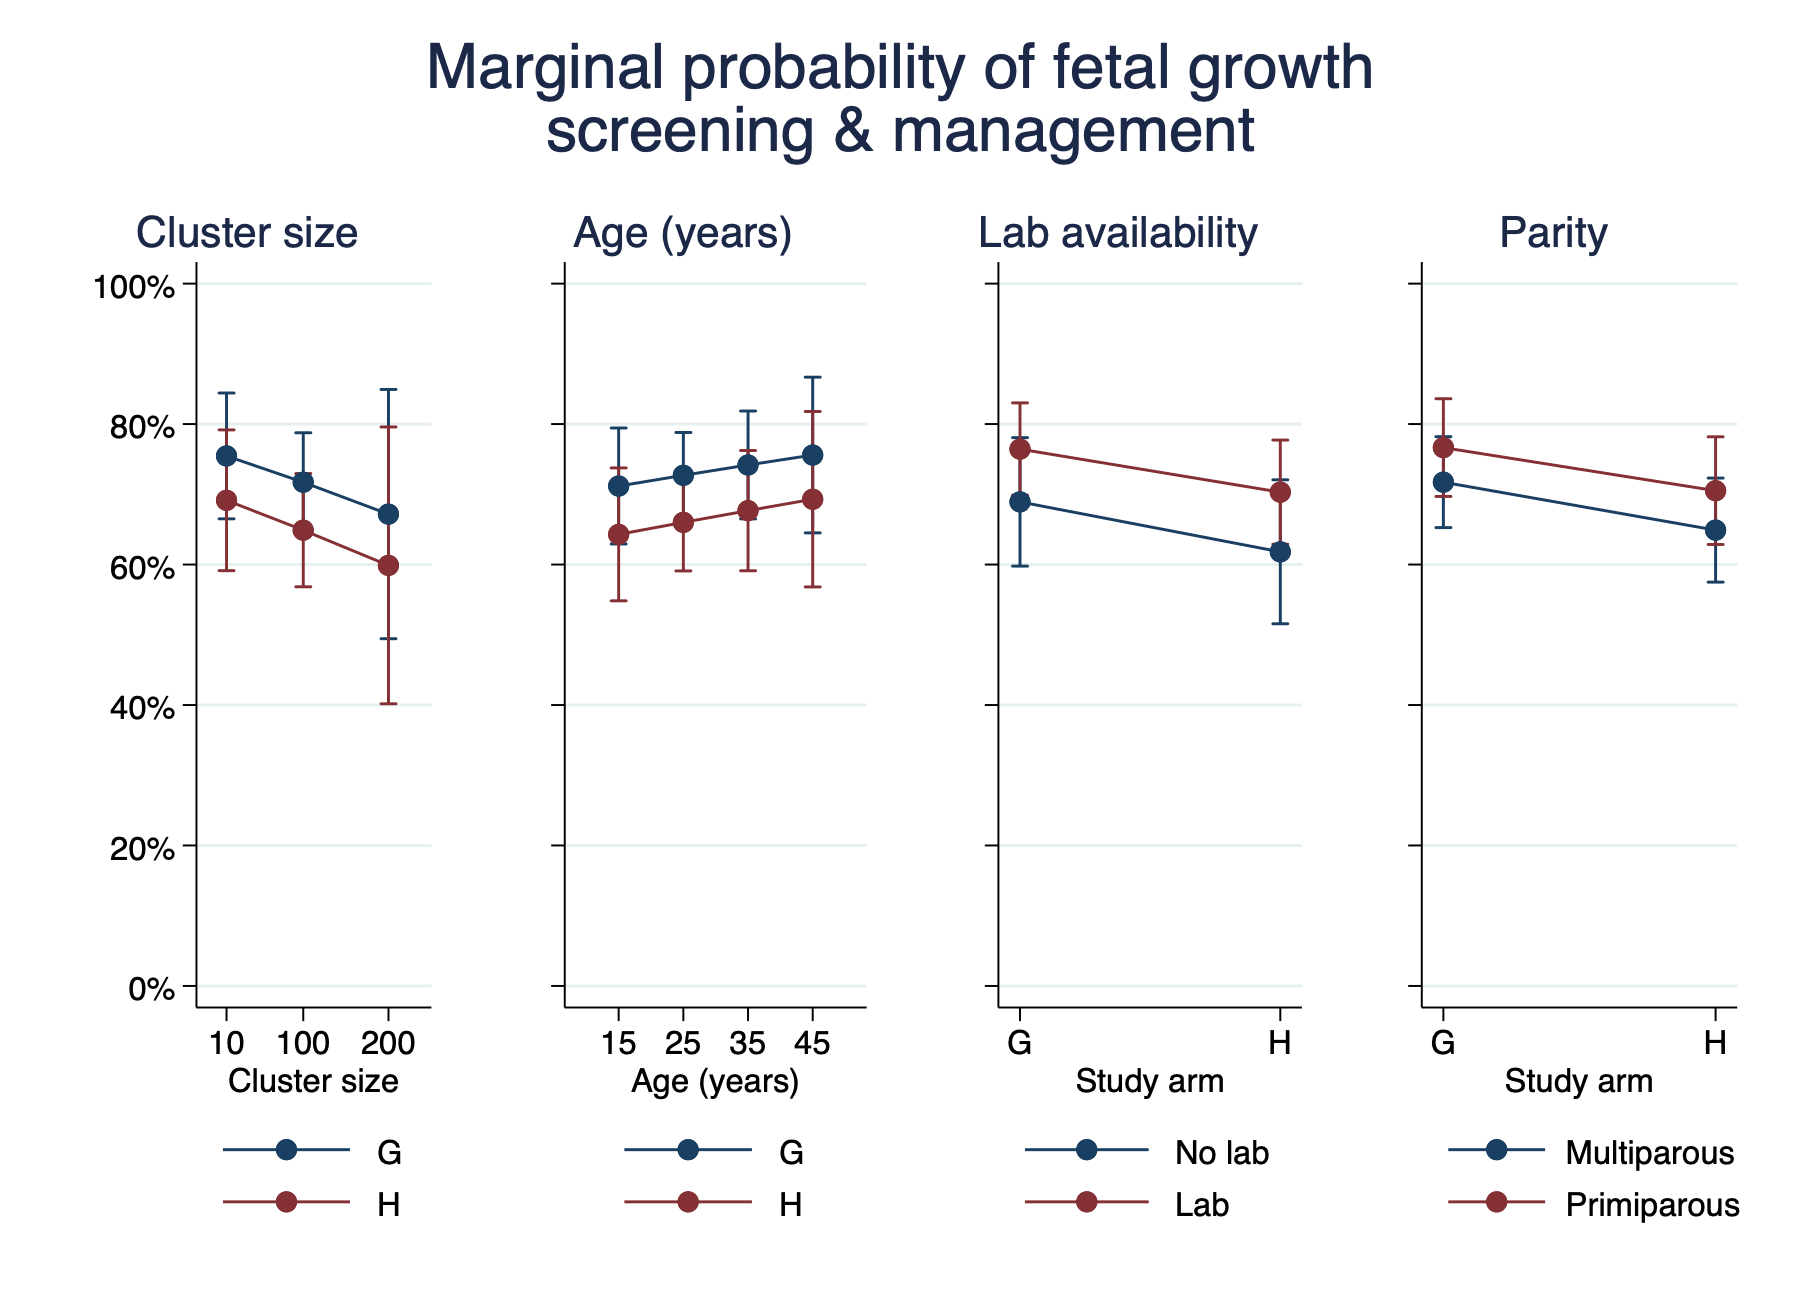 Marginal probability of fetal growth
screening & management
Cluster size
100%
80%
60%
40%
20%
0%
10 100 200
Cluster size
G
H
Age (years)
15 25 35 45
Age (years)
G
H
Lab availability
G H
Study arm
No lab
Lab
Parity
G H
Study arm
Multiparous
Primiparous